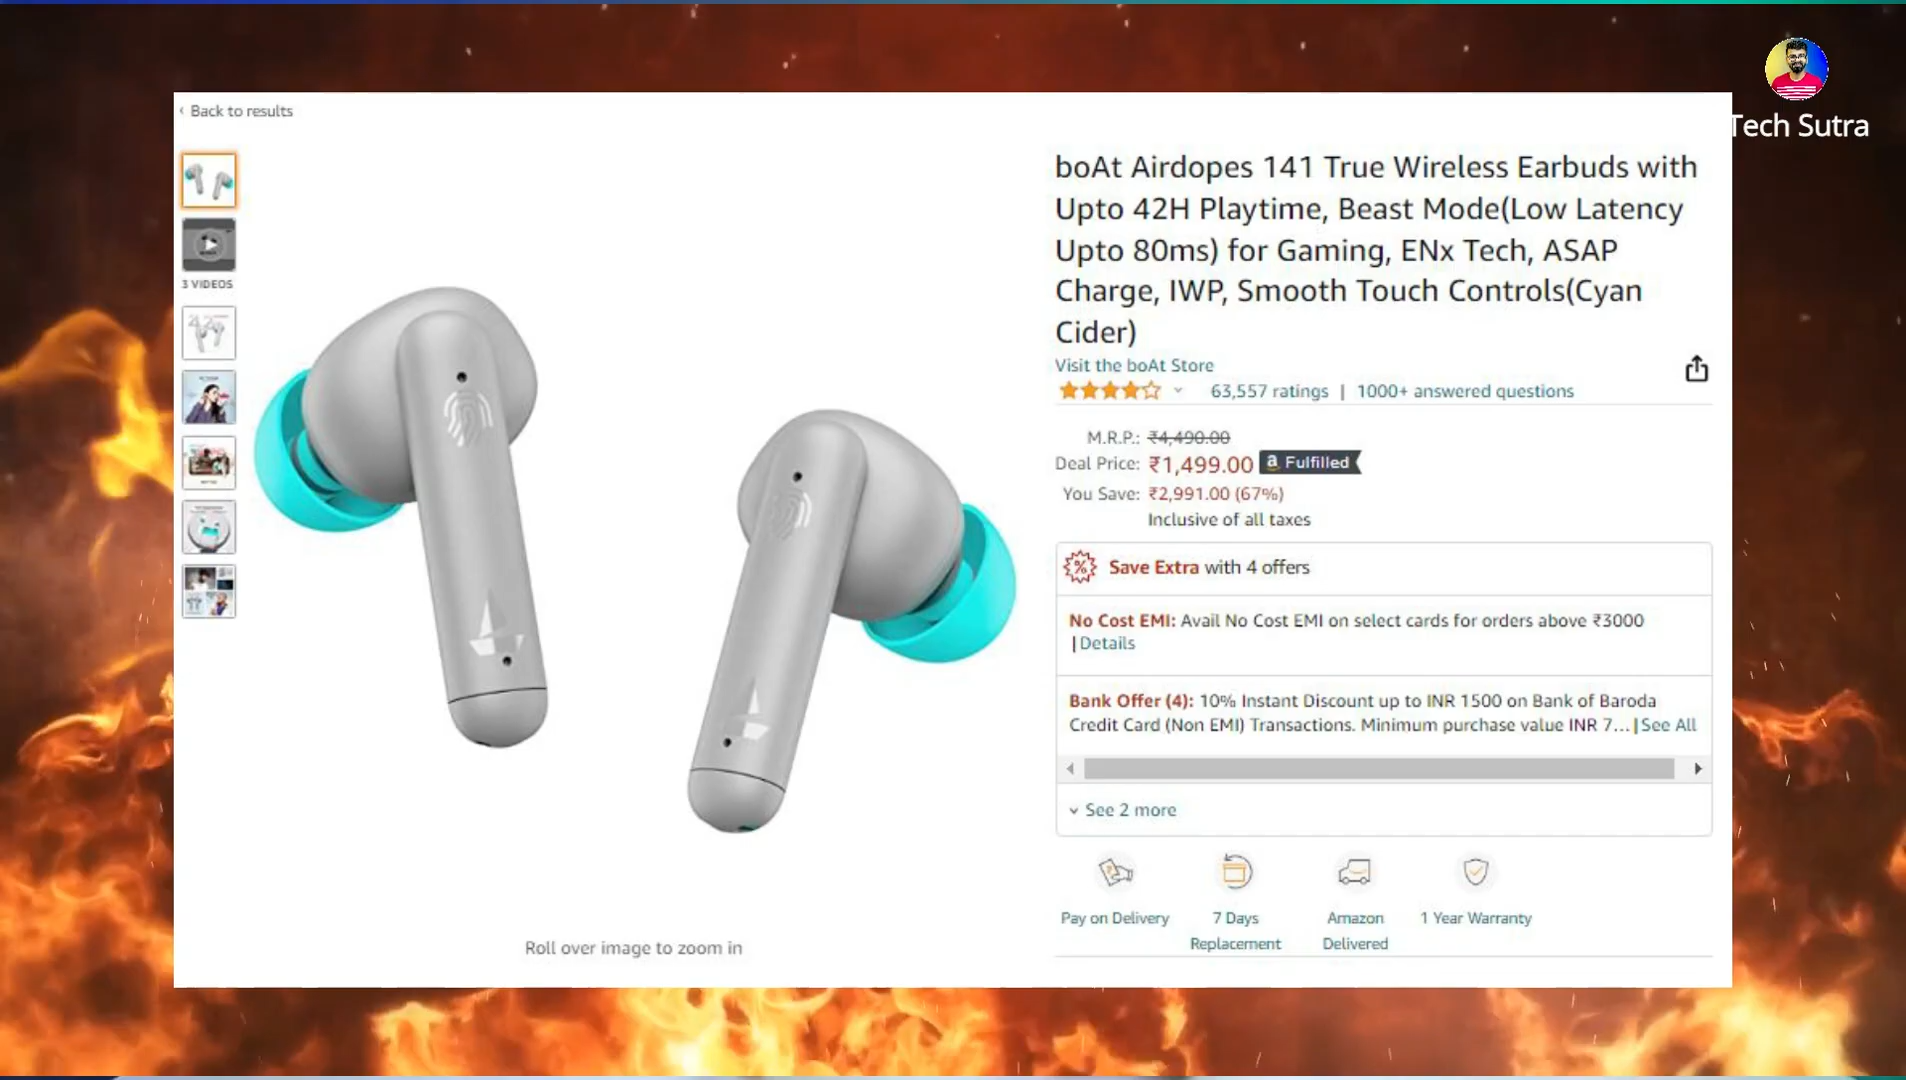 Tech Sutra
‹ Back to results
3 VIDEOS
boAt Airdopes 141 True Wireless Earbuds with
Upto 42H Playtime, Beast Mode(Low Latency
Upto 80ms) for Gaming, ENx Tech, ASAP
Charge, IWP, Smooth Touch Controls(Cyan
Cider)
Visit the boAt Store
63,557 ratings | 1000+ answered questions
M.R.P.: ₹4,490.00
Deal Price: ₹1,499.00 a Fulfilled
You Save: ₹2,991.00 (67%)
Inclusive of all taxes
% Save Extra with 4 offers
No Cost EMI: Avail No Cost EMI on select cards for orders above ₹3000
|Details
Bank Offer (4): 10% Instant Discount up to INR 1500 on Bank of Baroda
Credit Card (Non EMI) Transactions. Minimum purchase value INR 7...|See All
See 2 more
Pay on Delivery
7 Days
Replacement
Amazon
Delivered
1 Year Warranty
Roll over image to zoom in